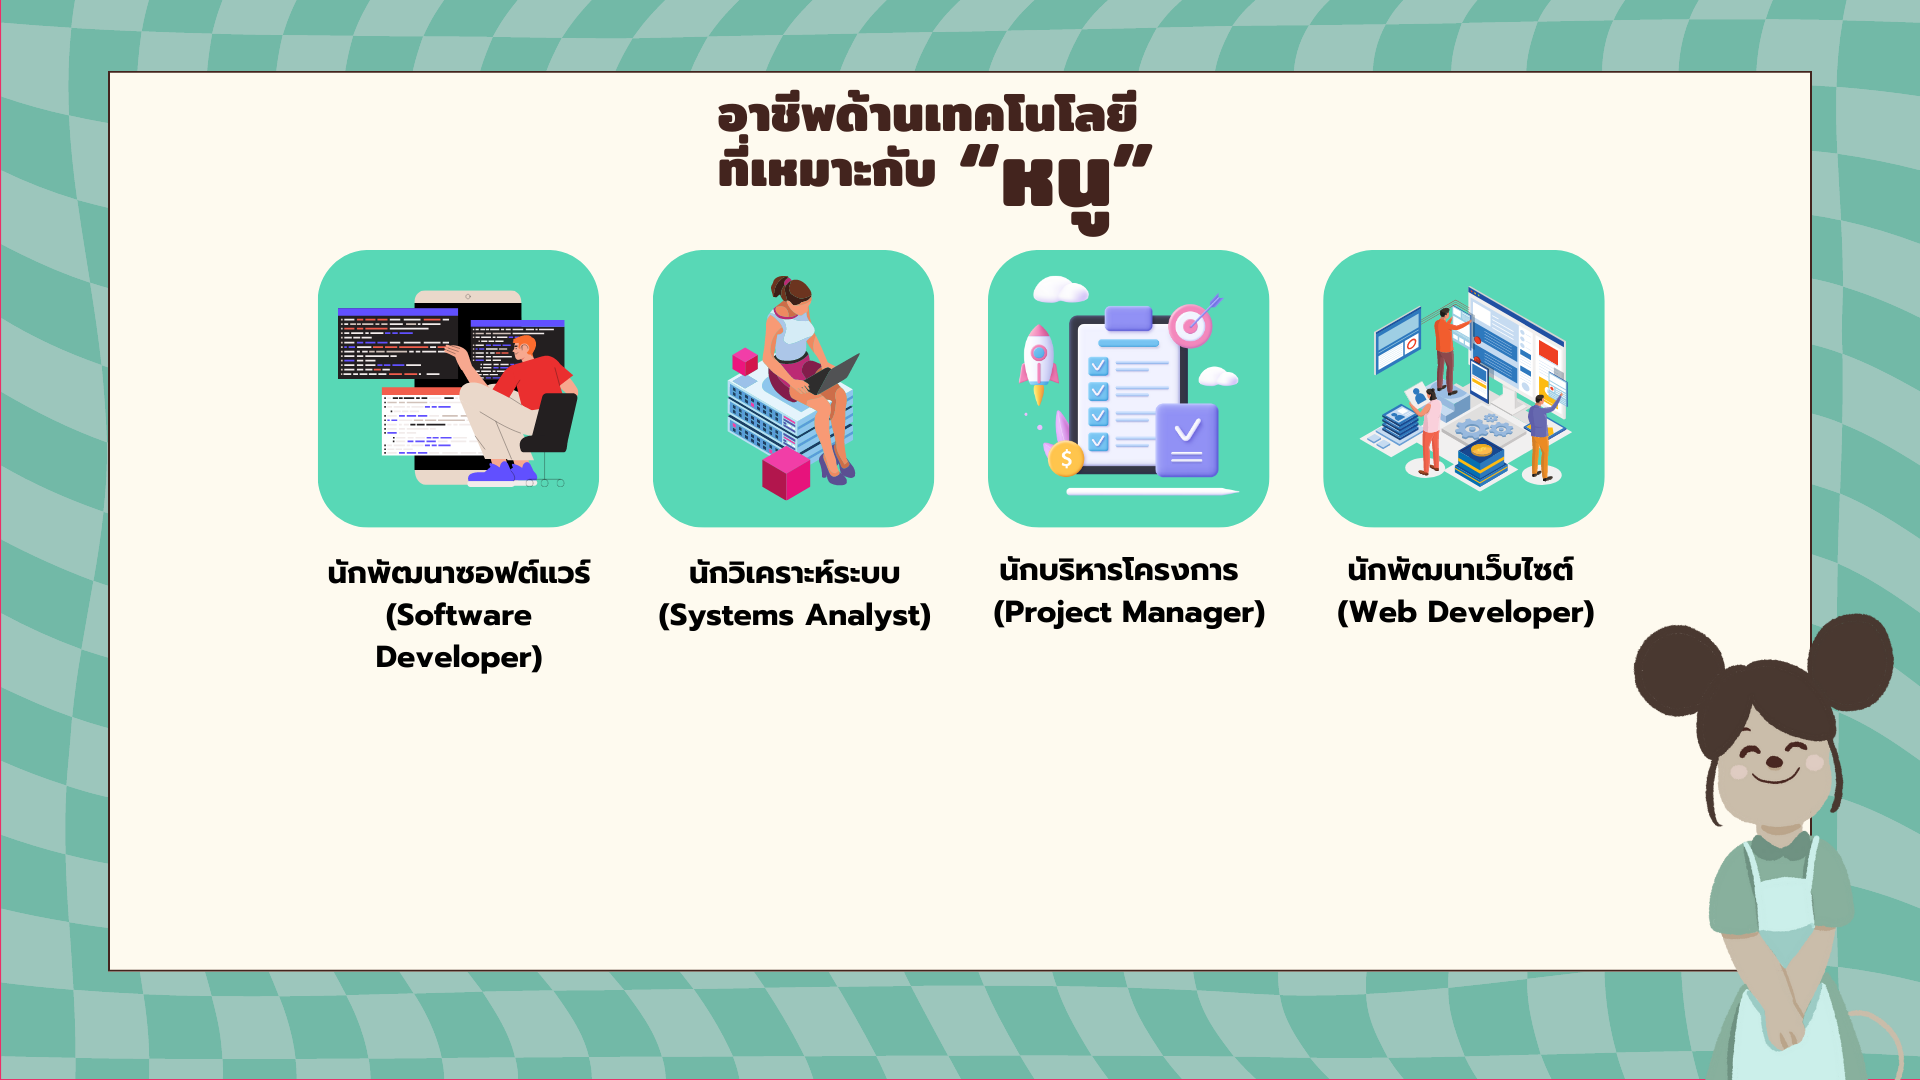 อาชีพด้านเทคโนโลยี
ที่เหมาะกับ “หนู”
นักพัฒนาซอฟต์แวร์
(Software
Developer)
นักวิเคราะห์ระบบ
(Systems Analyst)
นักบริหารโครงการ
(Project Manager)
นักพัฒนาเว็บไซต์
(Web Developer)